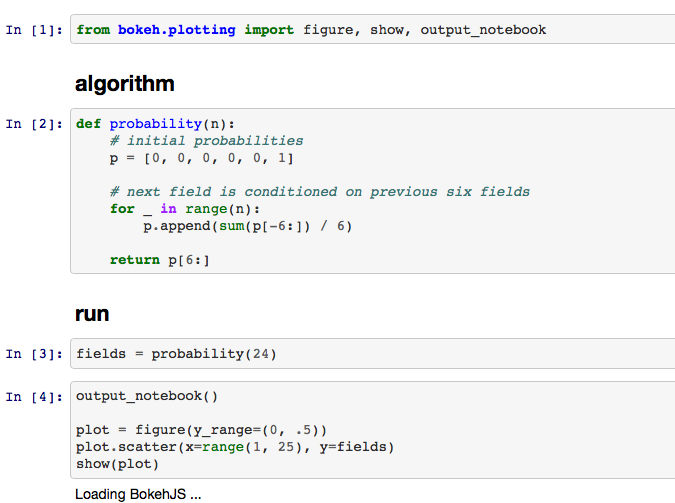 In [1]: from bokeh.plotting import figure, show, output_notebook
algorithm
In [2]: def probability(n):
# initial probabilities
p = [0, 0, 0, 0, 0, 1]
# next field is conditioned on previous six fields
for _ in range(n):
p.append(sum(p[-6:]) / 6)
return p[6:]
run
In [3]: fields = probability(24)
In [4]: output_notebook()
plot = figure(y_range=(0, .5))
plot.scatter(x=range(1, 25), y=fields)
show(plot)
Loading BokehJS ...